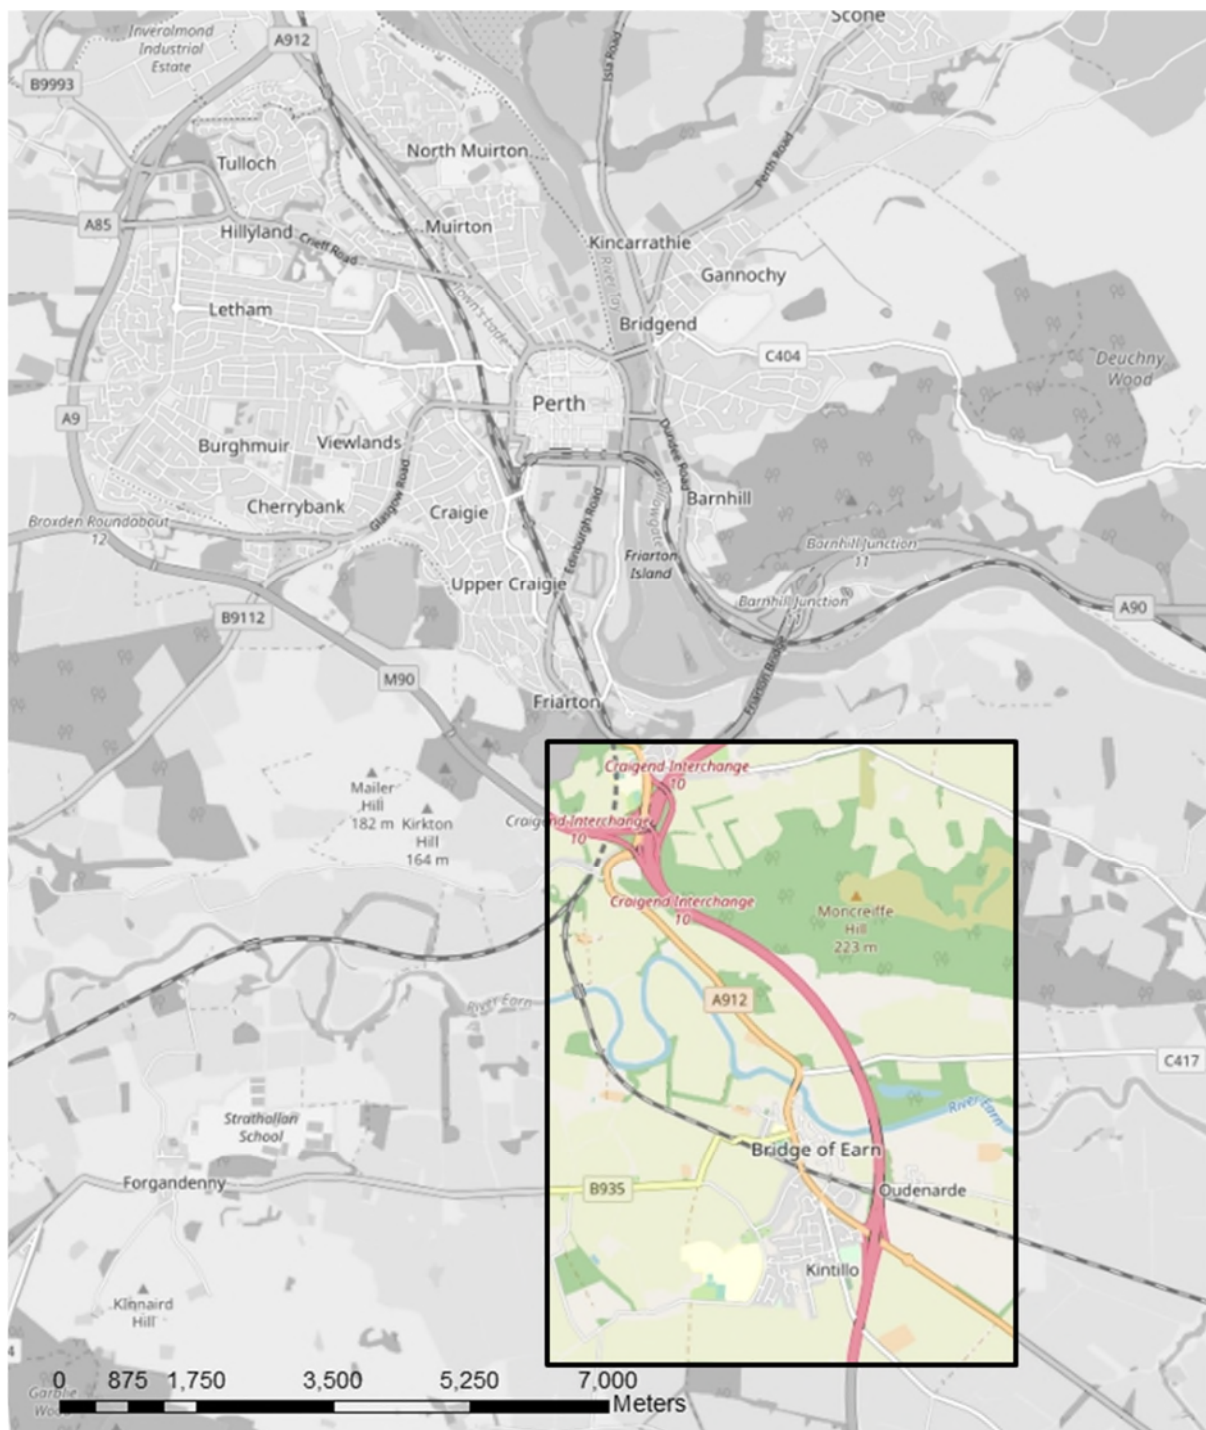 Scone
Inveralmond
Industrial
Estate
A912
Isla Road
B9993
Perth Road
North Muirton
Tulloch
A85
Hillyland
Crieff Road
Muirton
Kincarrathie
River Tay
Gannochy
Letham
Town's Lade
Bridgend
C404
Deuchny
Wood
A9
Perth
Burghmuir
Viewlands
Dundee Road
Glasgow Road
Barnhill
Cherrybank
Craigie
Edinburgh Road
Broxden Roundabout
12
Barnhill Junction
11
Friarton
Island
Upper Craigie
Barnhill Junction
A90
B9112
M90
Friarton Bridge
Friarton
Craigend Interchange
10
Mailer
Hill
182 m
Kirkton
Hill
164 m
Craigend Interchange
10
Craigend Interchange
10
Moncreiffe
Hill
223 m
A912
River Earn
C417
Strathallan
School
River Earn
Bridge of Earn
Forgandenny
B935
Oudenarde
Kintillo
Kinnaird
Hill
4
0 875 1,750 3,500 5,250 7,000
Meters